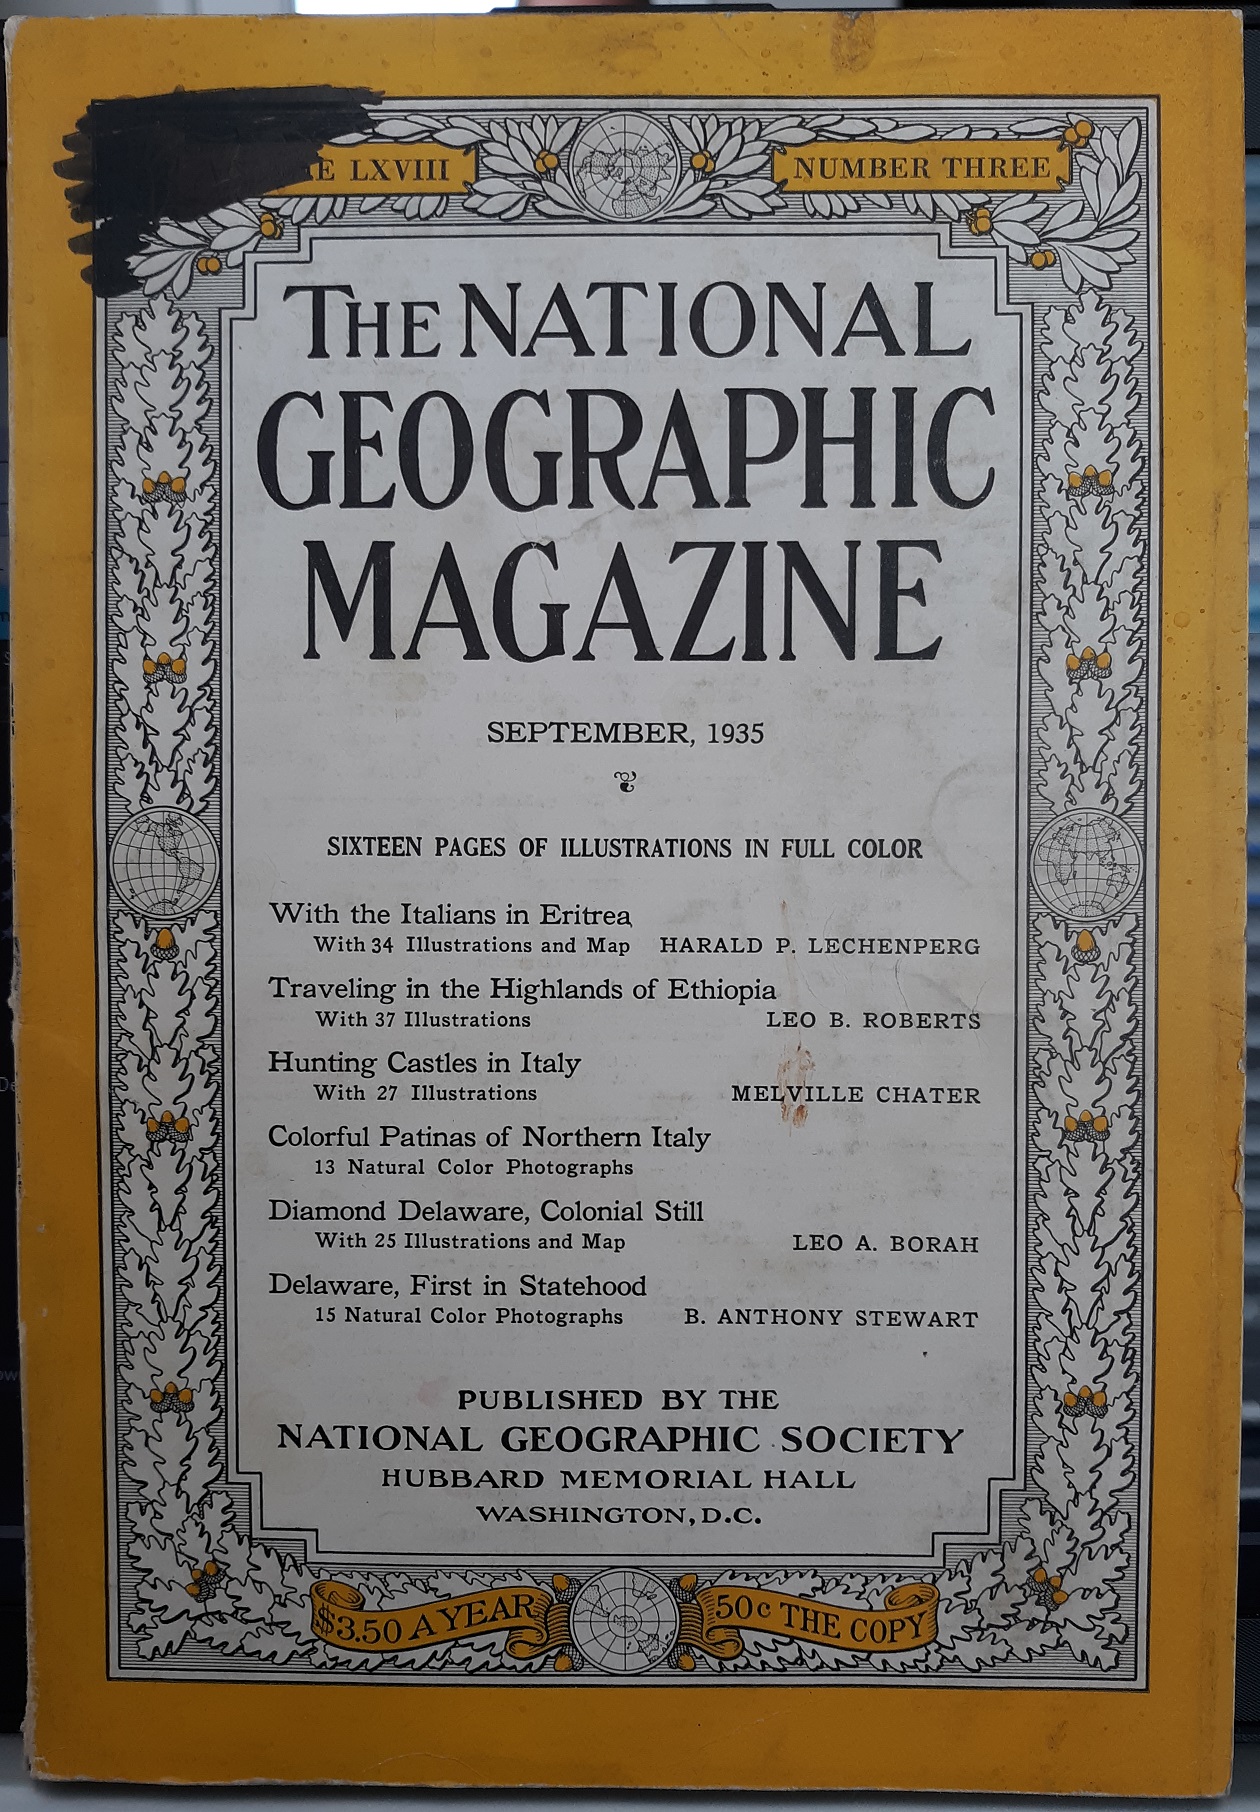 LXVIII
NUMBER THREE
THE NATIONAL
GEOGRAPHIC
MAGAZINE
SEPTEMBER, 1935
SIXTEEN PAGES OF ILLUSTRATIONS IN FULL COLOR
With the Italians in Eritrea
With 34 Illustrations and Map HARALD P. LECHENPERG
Traveling in the Highlands of Ethiopia
With 37 Illustrations LEO B. ROBERTS
Hunting Castles in Italy
With 27 Illustrations MELVILLE CHATER
Colorful Patinas of Northern Italy
13 Natural Color Photographs
Diamond Delaware, Colonial Still
With 25 Illustrations and Map LEO A. BORAH
Delaware, First in Statehood
15 Natural Color Photographs B. ANTHONY STEWART
PUBLISHED BY THE
NATIONAL GEOGRAPHIC SOCIETY
HUBBARD MEMORIAL HALL
WASHINGTON, D.C.
$3.50 A YEAR
50c THE COPY